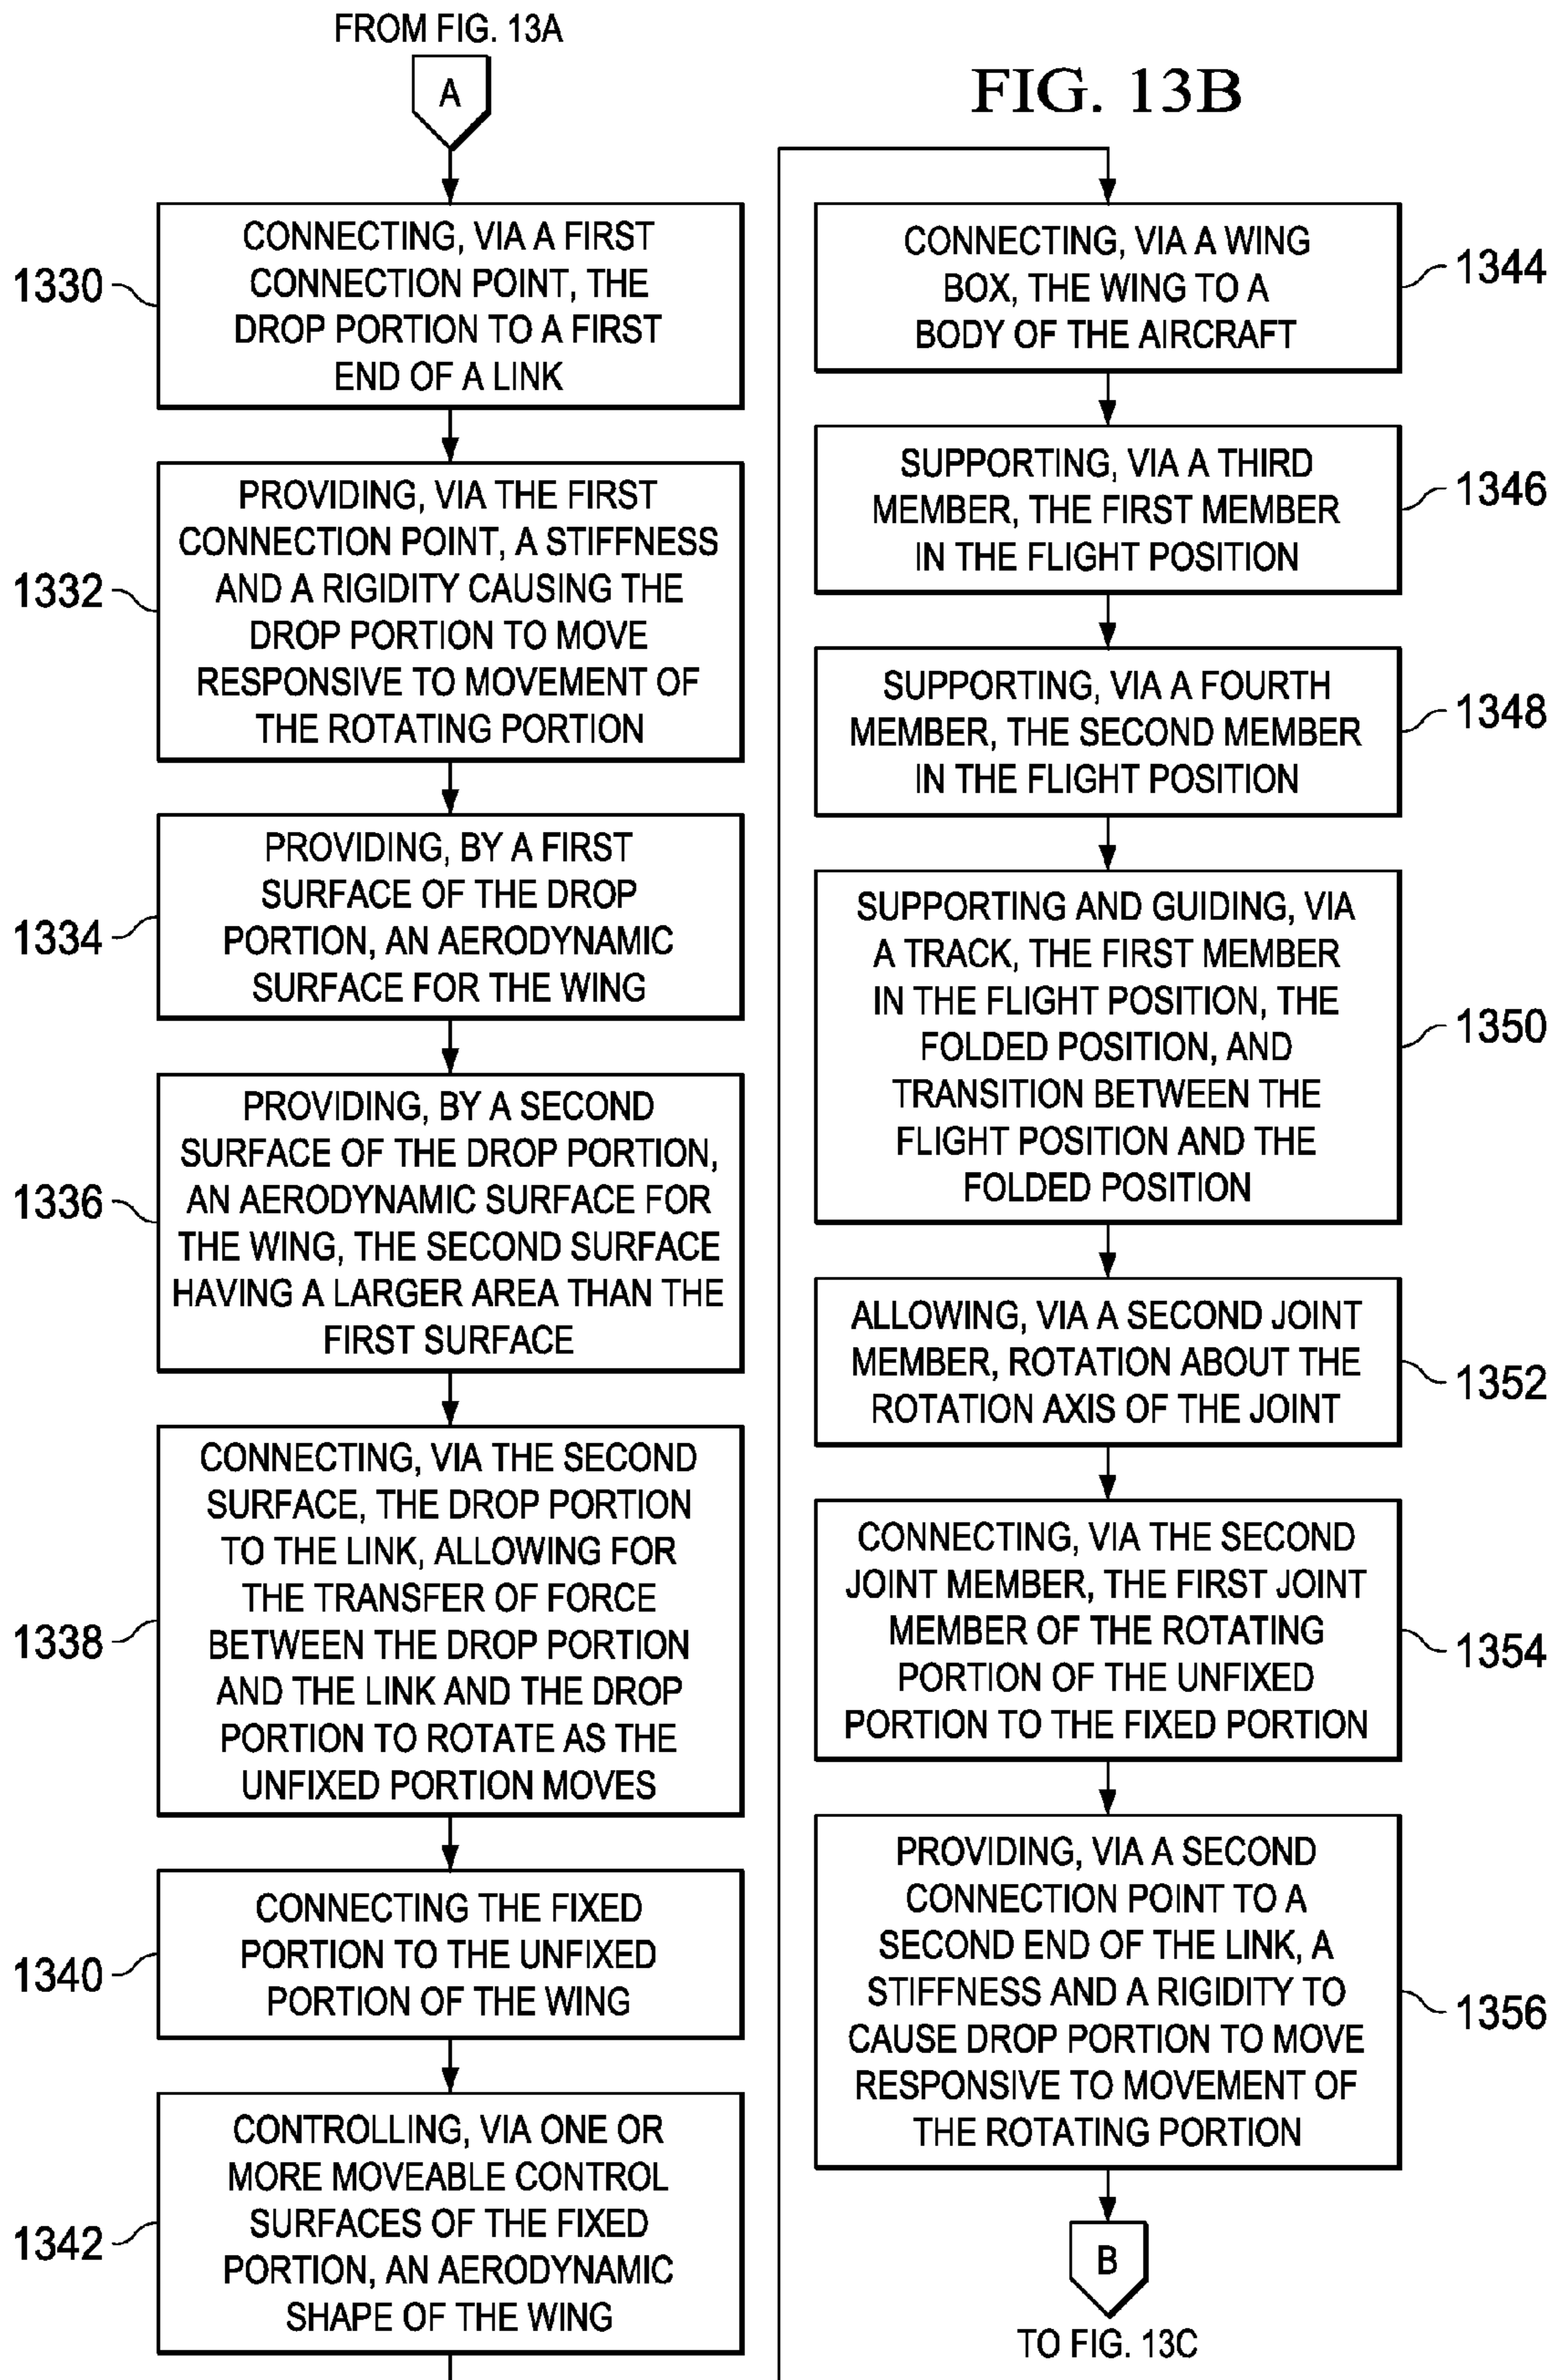 FROM FIG. 13A
A
FIG. 13B
1330
CONNECTING, VIA A FIRST
CONNECTION POINT, THE
DROP PORTION TO A FIRST
END OF A LINK
1332
PROVIDING, VIA THE FIRST
CONNECTION POINT, A STIFFNESS
AND A RIGIDITY CAUSING THE
DROP PORTION TO MOVE
RESPONSIVE TO MOVEMENT OF
THE ROTATING PORTION
1334
PROVIDING, BY A FIRST
SURFACE OF THE DROP
PORTION, AN AERODYNAMIC
SURFACE FOR THE WING
1336
PROVIDING, BY A SECOND
SURFACE OF THE DROP PORTION,
AN AERODYNAMIC SURFACE FOR
THE WING, THE SECOND SURFACE
HAVING A LARGER AREA THAN THE
FIRST SURFACE
1338
CONNECTING, VIA THE SECOND
SURFACE, THE DROP PORTION
TO THE LINK, ALLOWING FOR
THE TRANSFER OF FORCE
BETWEEN THE DROP PORTION
AND THE LINK AND THE DROP
PORTION TO ROTATE AS THE
UNFIXED PORTION MOVES
1340
CONNECTING THE FIXED
PORTION TO THE UNFIXED
PORTION OF THE WING
1342
CONTROLLING, VIA ONE OR
MORE MOVEABLE CONTROL
SURFACES OF THE FIXED
PORTION, AN AERODYNAMIC
SHAPE OF THE WING
CONNECTING, VIA A WING
BOX, THE WING TO A
BODY OF THE AIRCRAFT
1344
SUPPORTING, VIA A THIRD
MEMBER, THE FIRST MEMBER
IN THE FLIGHT POSITION
1346
SUPPORTING, VIA A FOURTH
MEMBER, THE SECOND MEMBER
IN THE FLIGHT POSITION
1348
SUPPORTING AND GUIDING, VIA
A TRACK, THE FIRST MEMBER
IN THE FLIGHT POSITION, THE
FOLDED POSITION, AND
TRANSITION BETWEEN THE
FLIGHT POSITION AND THE
FOLDED POSITION
1350
ALLOWING, VIA A SECOND JOINT
MEMBER, ROTATION ABOUT THE
ROTATION AXIS OF THE JOINT
1352
CONNECTING, VIA THE SECOND
JOINT MEMBER, THE FIRST JOINT
MEMBER OF THE ROTATING
PORTION OF THE UNFIXED
PORTION TO THE FIXED PORTION
1354
PROVIDING, VIA A SECOND
CONNECTION POINT TO A
SECOND END OF THE LINK, A
STIFFNESS AND A RIGIDITY TO
CAUSE DROP PORTION TO MOVE
RESPONSIVE TO MOVEMENT OF
THE ROTATING PORTION
1356
B
TO FIG. 13C